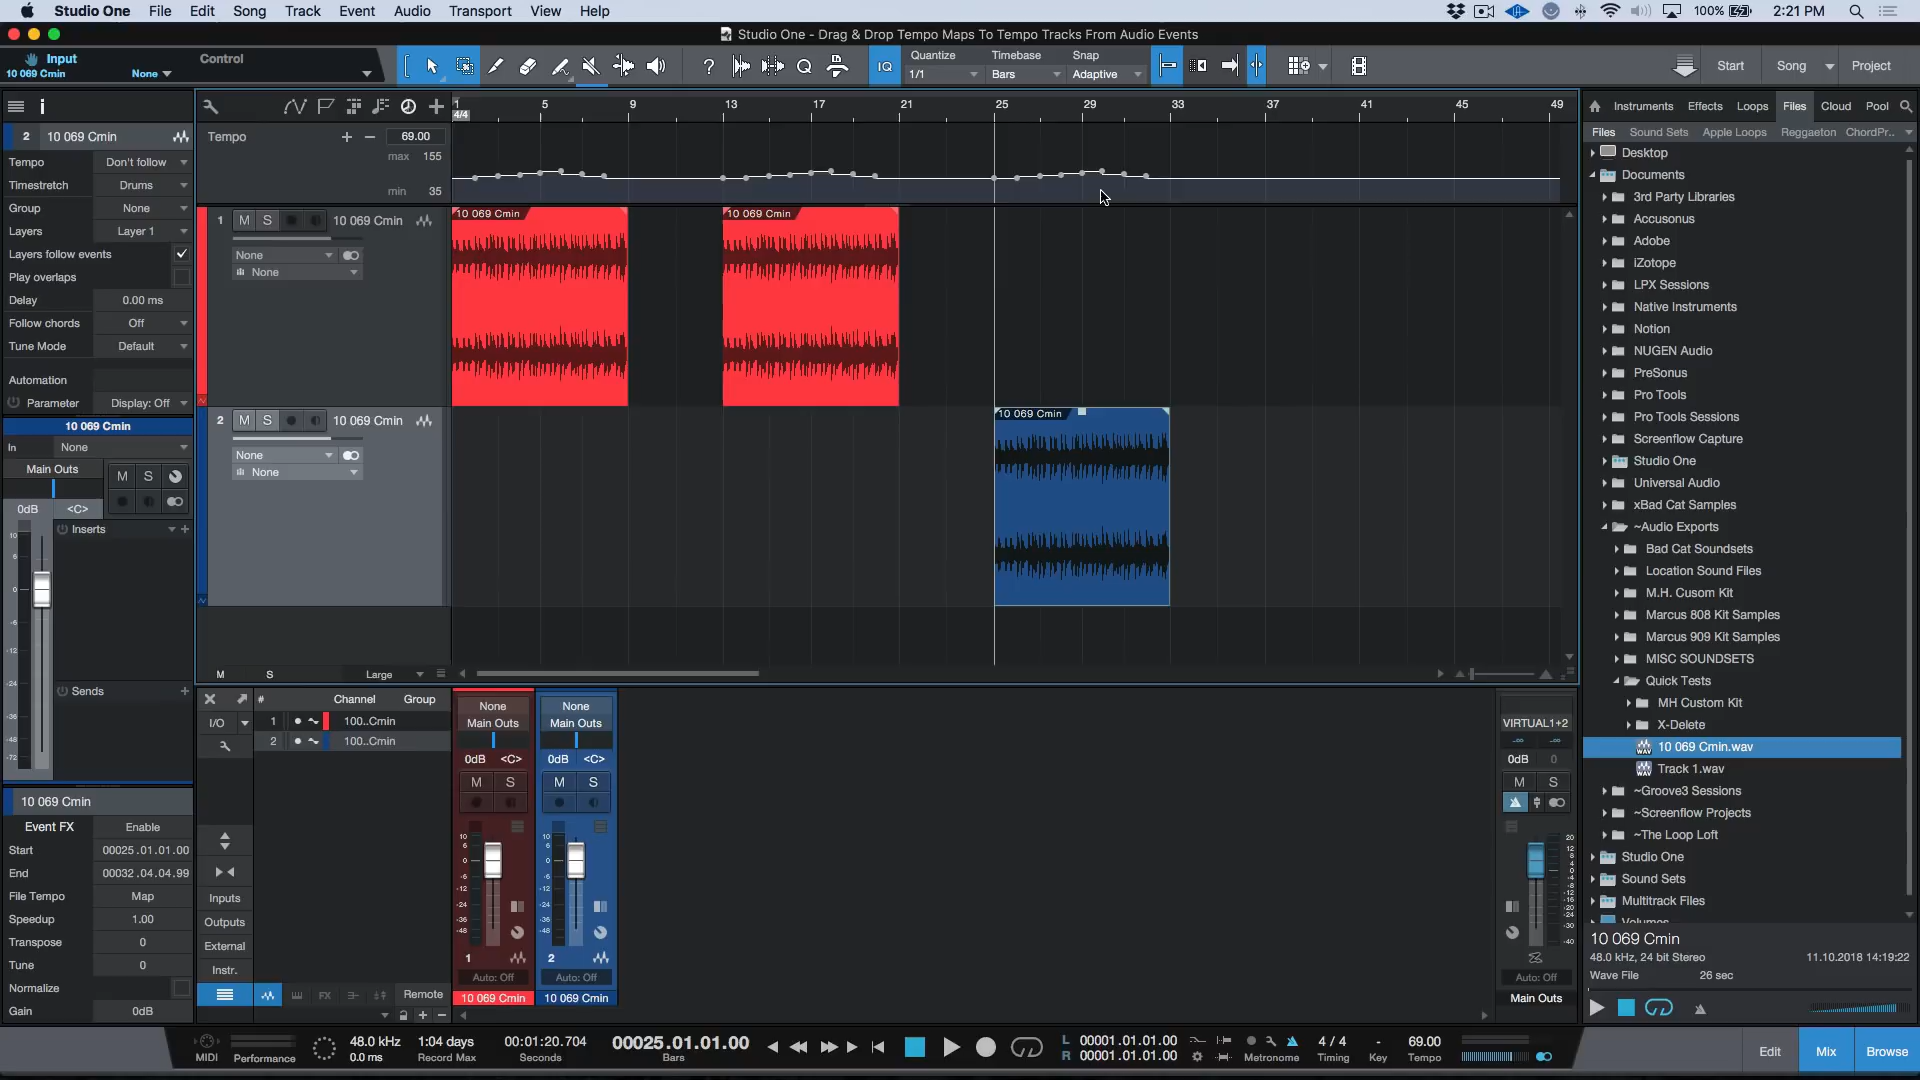 Studio One File Edit Song Track Event Audio Transport View Help 100% 2:21 PM
Studio One - Drag & Drop Tempo Maps To Tempo Tracks From Audio Events
Input Control
10 069 Cmin None
Quantize Timebase Snap
1/1 Bars Adaptive
IQ
Start Song Project
1 5 9 13 17 21 25 29 33 37 41 45 49
4/4
2 10 069 Cmin
Tempo Don't follow
Timestretch Drums
Group None
Layers Layer 1
Layers follow events
Play overlaps
Delay 0.00 ms
Follow chords Off
Tune Mode Default
Automation
Parameter Display: Off
10 069 Cmin
In None
Main Outs M S
0dB <C>
Inserts
Sends
10 069 Cmin
Event FX Enable
Start 00025.01.01.00
End 00032.04.04.99
File Tempo Map
Speedup 1.00
Transpose 0
Tune 0
Normalize
Gain 0dB
Tempo + - 69.00
max 155
min 35
1 M S 10 069 Cmin
None
None
10 069 Cmin
10 069 Cmin
2 M S 10 069 Cmin
None
None
10 069 Cmin
M S Large
# Channel Group
I/O 1 100..Cmin
2 100..Cmin
Inputs
Outputs
External
Instr.
FX Remote
None
Main Outs
0dB <C>
M S
1
Auto: Off
10 069 Cmin
None
Main Outs
0dB <C>
M S
2
Auto: Off
10 069 Cmin
VIRTUAL1+2
0dB 0
M S
Auto: Off
Main Outs
Instruments Effects Loops Files Cloud Pool
Files Sound Sets Apple Loops Reggaeton ChordPr..
Desktop
Documents
3rd Party Libraries
Accusonus
Adobe
iZotope
LPX Sessions
Native Instruments
Notion
NUGEN Audio
PreSonus
Pro Tools
Pro Tools Sessions
Screenflow Capture
Studio One
Universal Audio
xBad Cat Samples
~Audio Exports
Bad Cat Soundsets
Location Sound Files
M.H. Cusom Kit
Marcus 808 Kit Samples
Marcus 909 Kit Samples
MISC SOUNDSETS
Quick Tests
MH Custom Kit
X-Delete
10 069 Cmin.wav
Track 1.wav
~Groove3 Sessions
~Screenflow Projects
~The Loop Loft
Studio One
Sound Sets
Multitrack Files
Volumes
10 069 Cmin
48.0 kHz, 24 bit Stereo 11.10.2018 14:19:22
Wave File 26 sec
MIDI Performance
48.0 kHz
0.0 ms
1:04 days
Record Max
00:01:20.704
Seconds
00025.01.01.00
Bars
L 00001.01.01.00
R 00001.01.01.00
Metronome
4 / 4
Timing
-
Key
69.00
Tempo
Edit Mix Browse